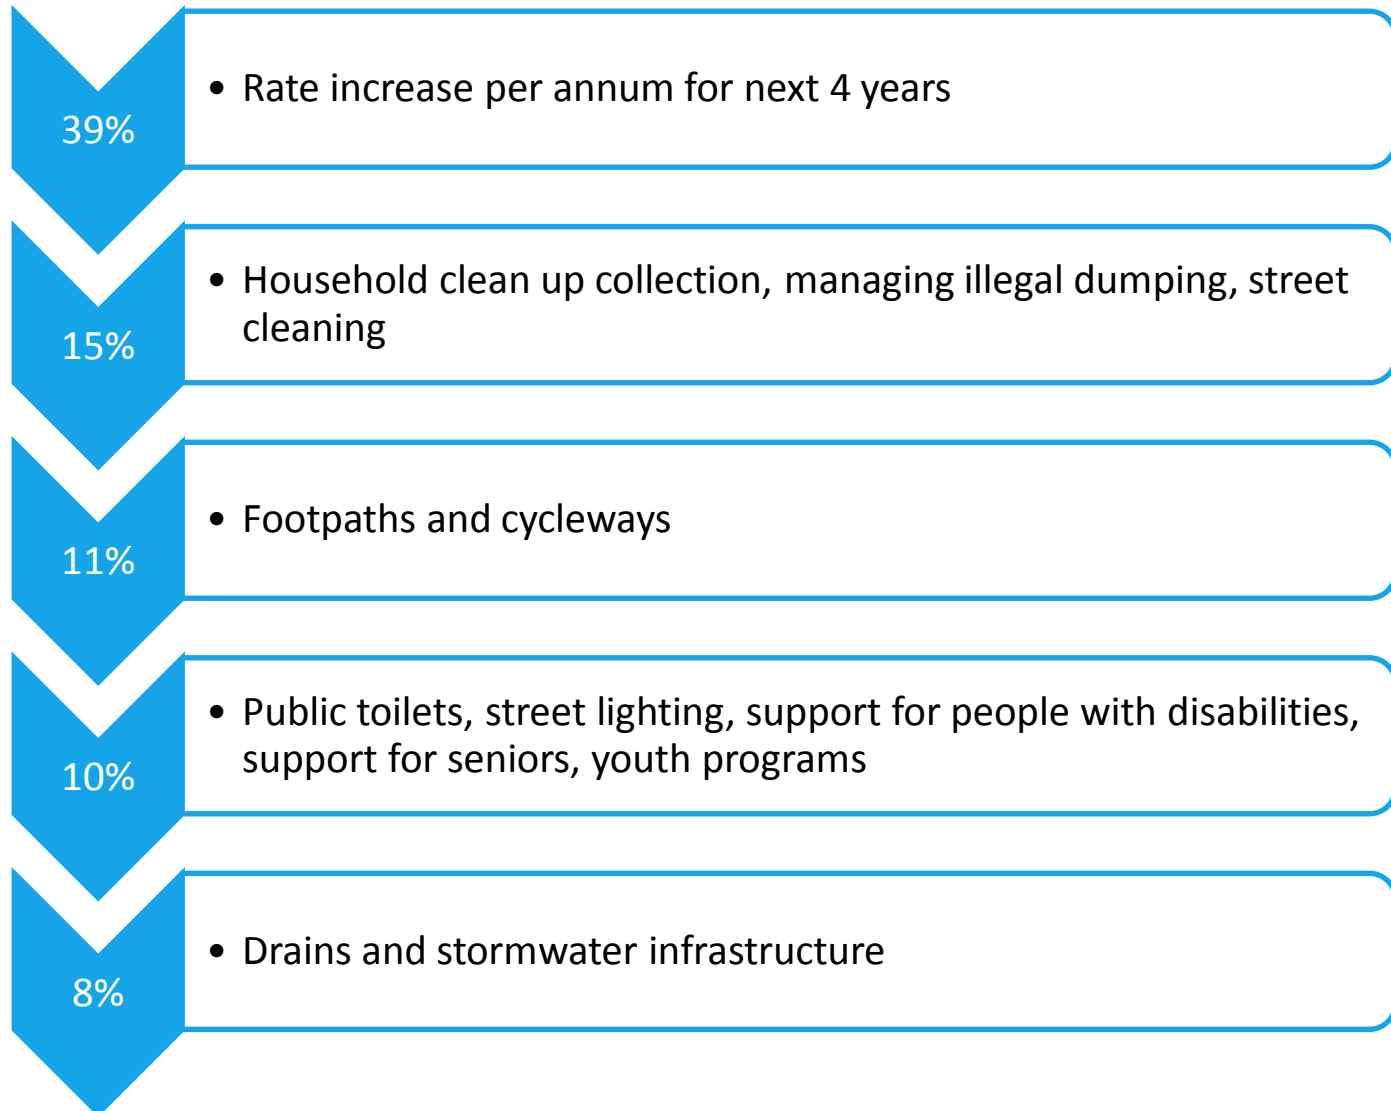 39%
• Rate increase per annum for next 4 years
15%
• Household clean up collection, managing illegal dumping, street
cleaning
11%
• Footpaths and cycleways
10%
• Public toilets, street lighting, support for people with disabilities,
support for seniors, youth programs
8%
• Drains and stormwater infrastructure